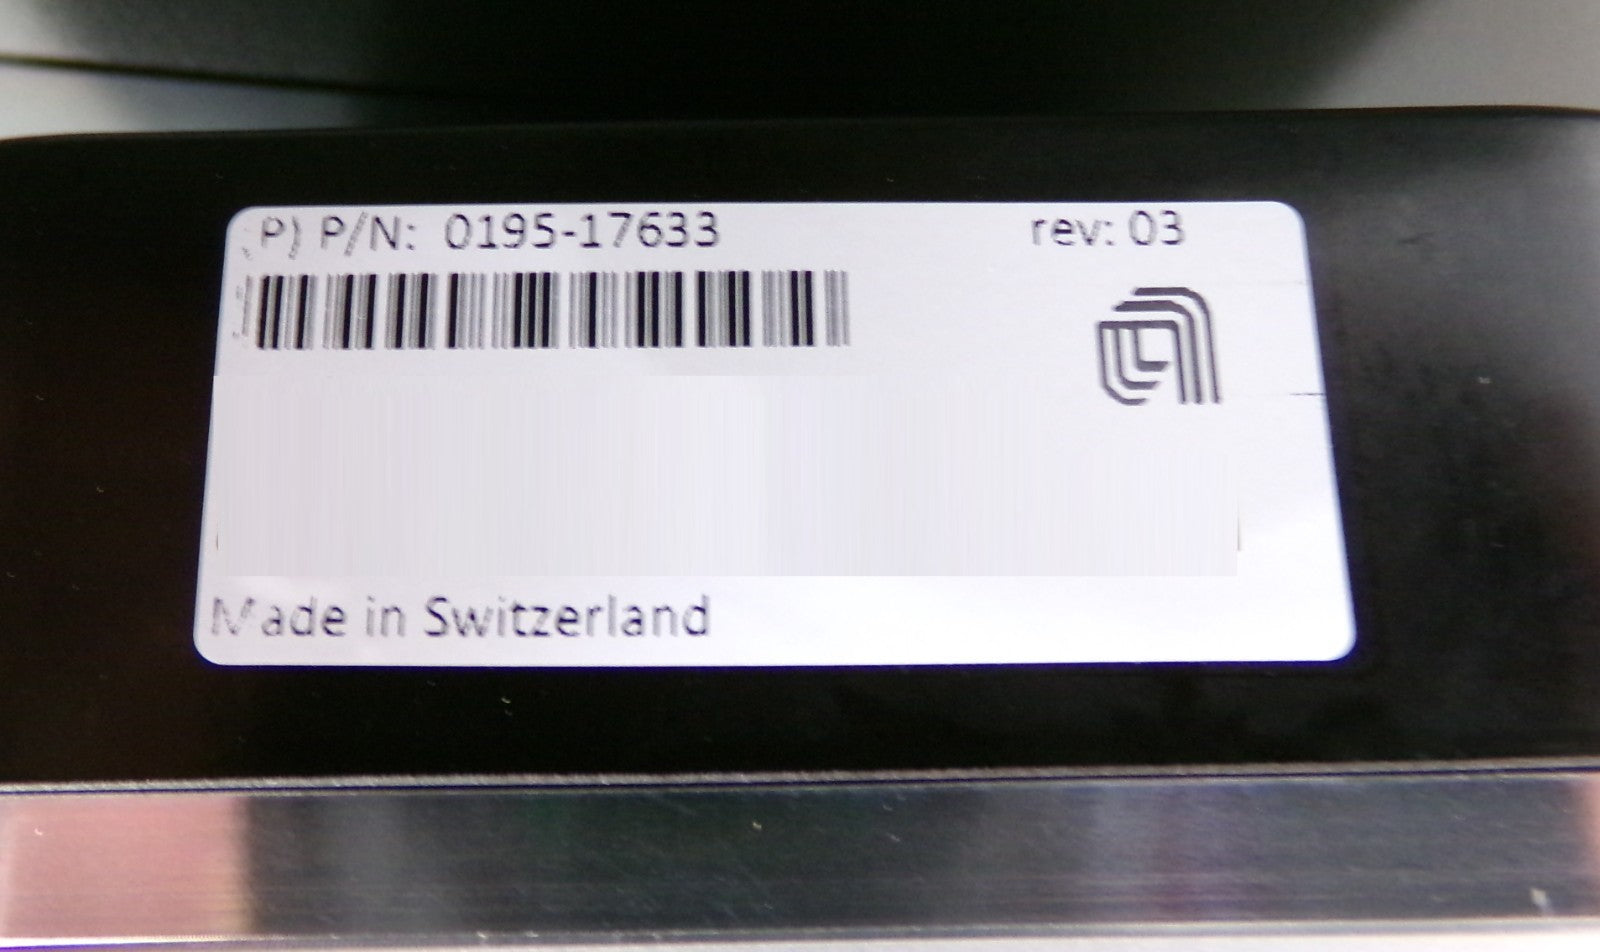 (P) P/N: 0195-17633 rev: 03
Made in Switzerland